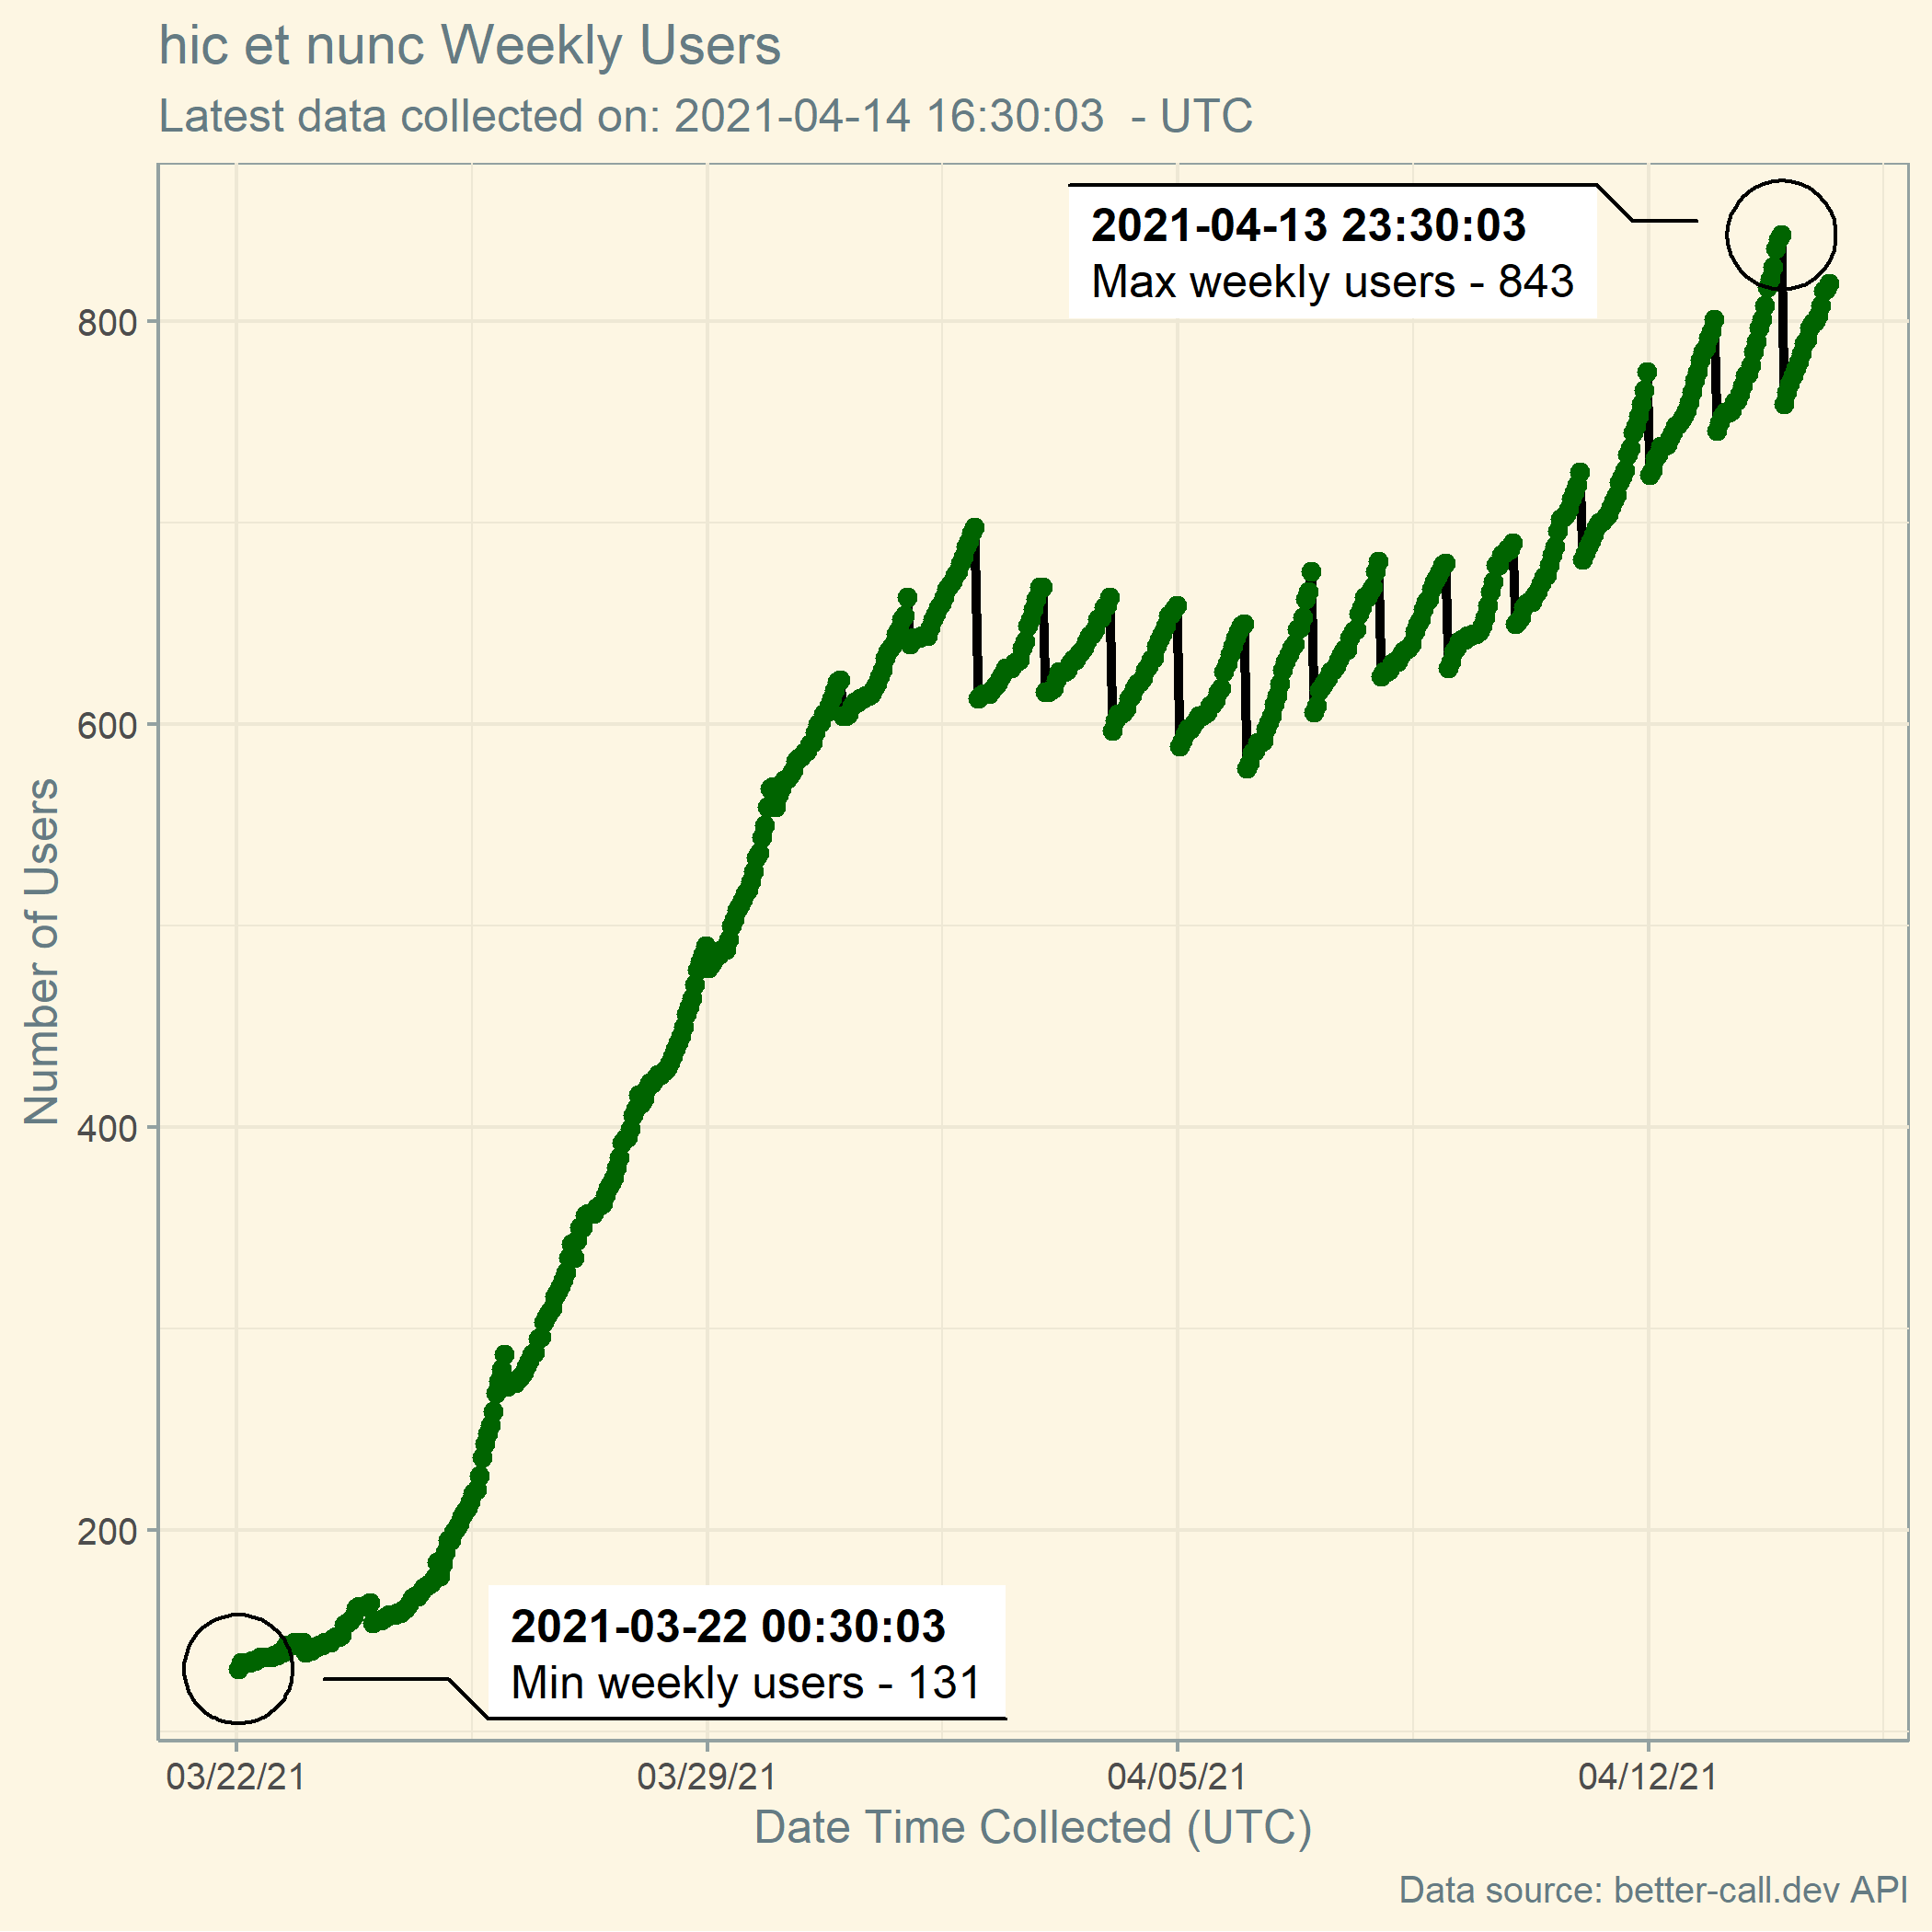 hic et nunc Weekly Users
Latest data collected on: 2021-04-14 16:30:03 - UTC
2021-04-13 23:30:03
Max weekly users - 843
800
600
400
200
Number of Users
2021-03-22 00:30:03
Min weekly users - 131
03/22/21
03/29/21
04/05/21
04/12/21
Date Time Collected (UTC)
Data source: better-call.dev API